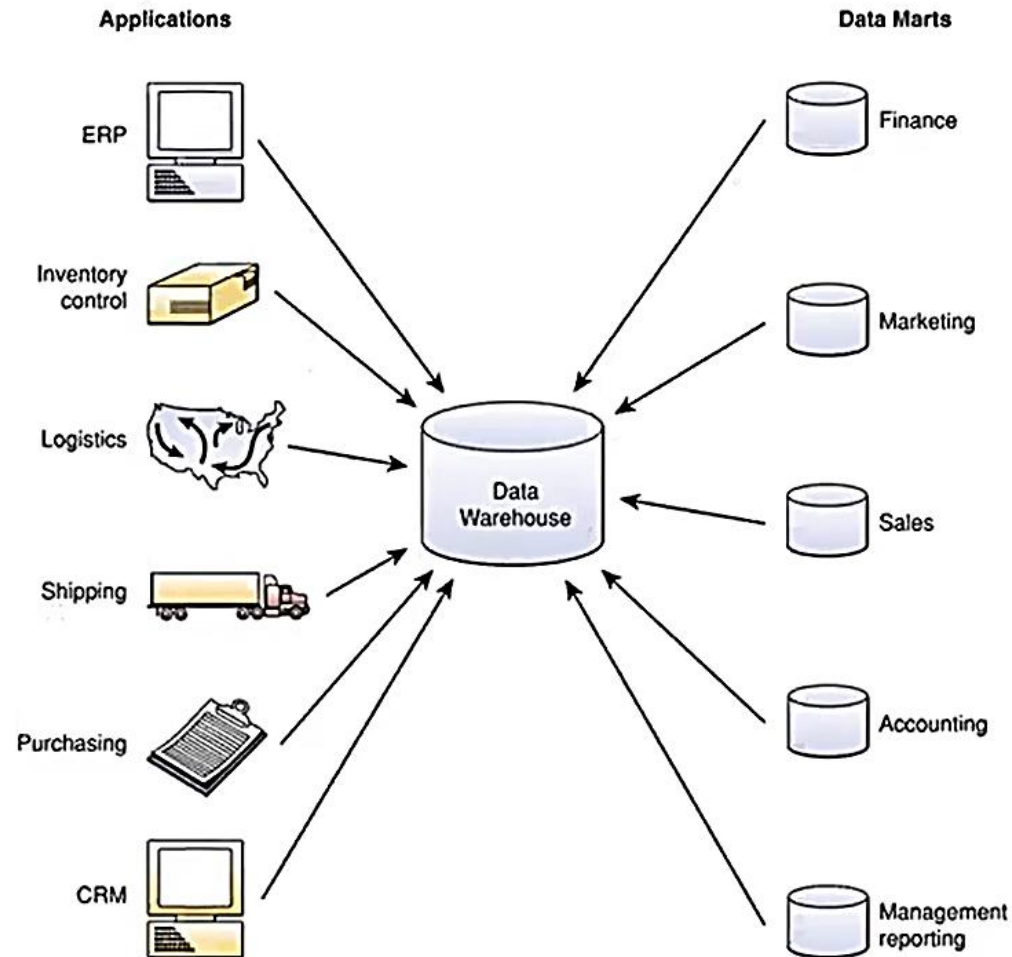 Applications
Data Marts
ERP
Finance
Inventory
control
Marketing
Logistics
Data
Warehouse
Sales
Shipping
Purchasing
Accounting
CRM
Management
reporting